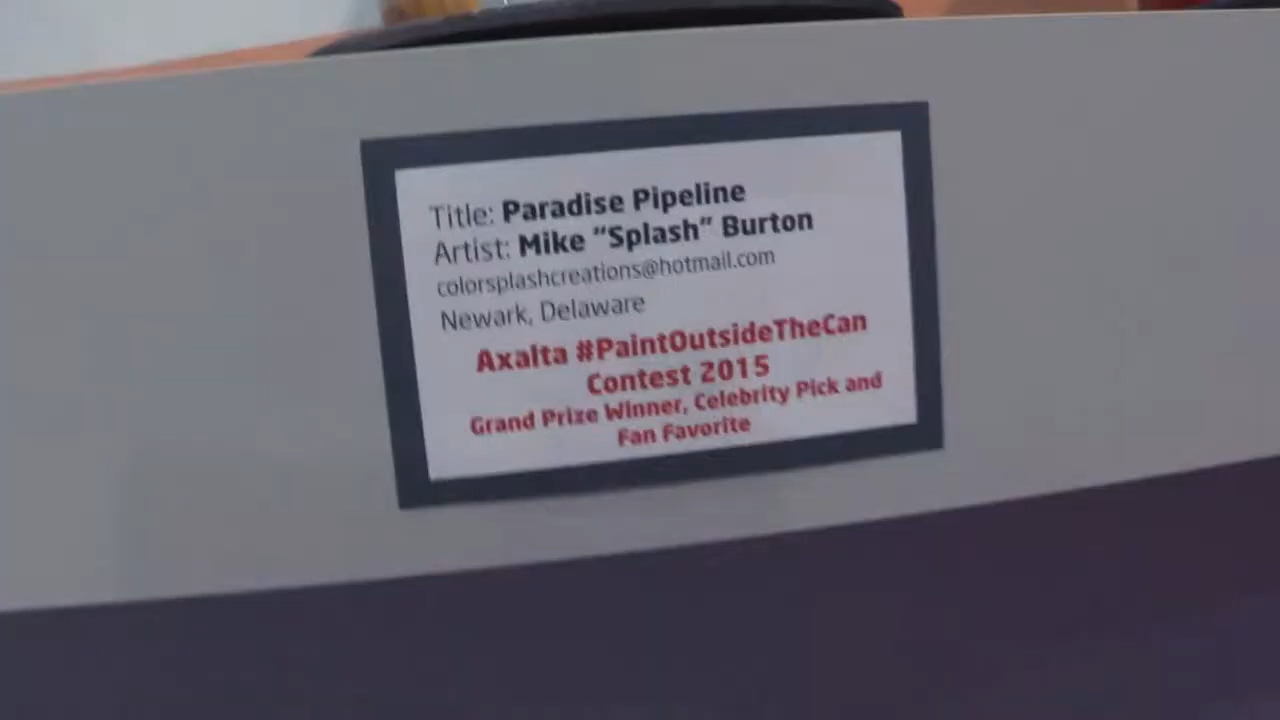 Title: Paradise Pipeline
Artist: Mike “Splash” Burton
colorsplashcreations@hotmail.com
Newark, Delaware
Axalta #PaintOutsideTheCan
Contest 2015
Grand Prize Winner, Celebrity Pick and
Fan Favorite